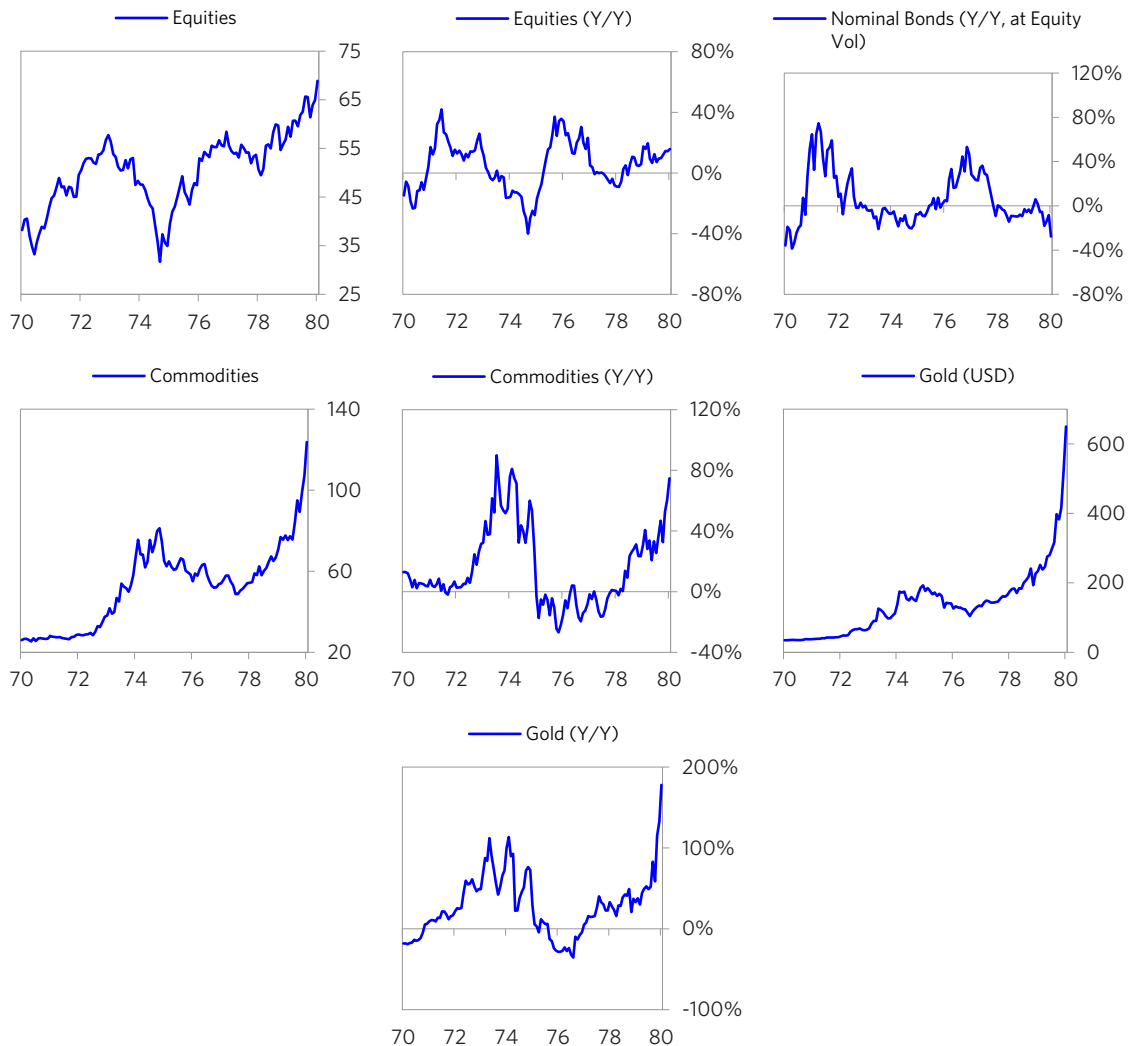 Equities
75
65
55
45
35
25
70 72 74 76 78 80
Equities (Y/Y)
80%
40%
0%
-40%
-80%
70 72 74 76 78 80
Nominal Bonds (Y/Y, at Equity
Vol)
120%
80%
40%
0%
-40%
-80%
70 72 74 76 78 80
Commodities
140
100
60
20
70 72 74 76 78 80
Commodities (Y/Y)
120%
80%
40%
0%
-40%
70 72 74 76 78 80
Gold (USD)
600
400
200
0
70 72 74 76 78 80
Gold (Y/Y)
200%
100%
0%
-100%
70 72 74 76 78 80